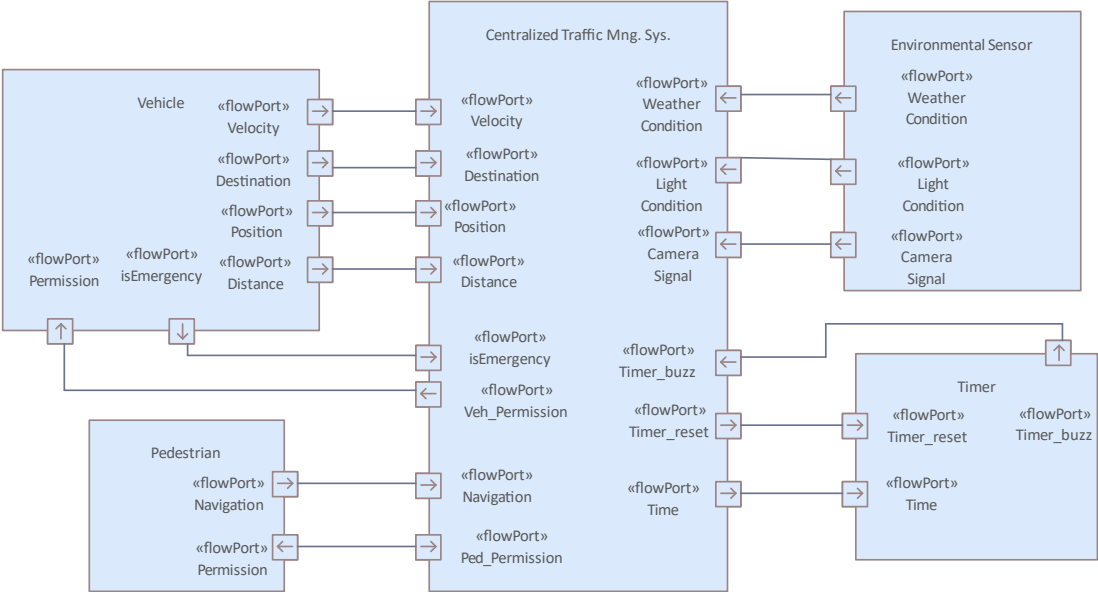 Vehicle
«flowPort»
Velocity
«flowPort»
Destination
«flowPort»
Position
«flowPort»
Permission
«flowPort»
isEmergency
«flowPort»
Distance
Pedestrian
«flowPort»
Navigation
«flowPort»
Permission
Centralized Traffic Mng. Sys.
«flowPort»
Velocity
«flowPort»
Destination
«flowPort»
Position
«flowPort»
Distance
«flowPort»
isEmergency
«flowPort»
Veh_Permission
«flowPort»
Navigation
«flowPort»
Ped_Permission
«flowPort»
Weather
Condition
«flowPort»
Light
Condition
«flowPort»
Camera
Signal
«flowPort»
Timer_buzz
«flowPort»
Timer_reset
«flowPort»
Time
Environmental Sensor
«flowPort»
Weather
Condition
«flowPort»
Light
Condition
«flowPort»
Camera
Signal
Timer
«flowPort»
Timer_reset
«flowPort»
Timer_buzz
«flowPort»
Time